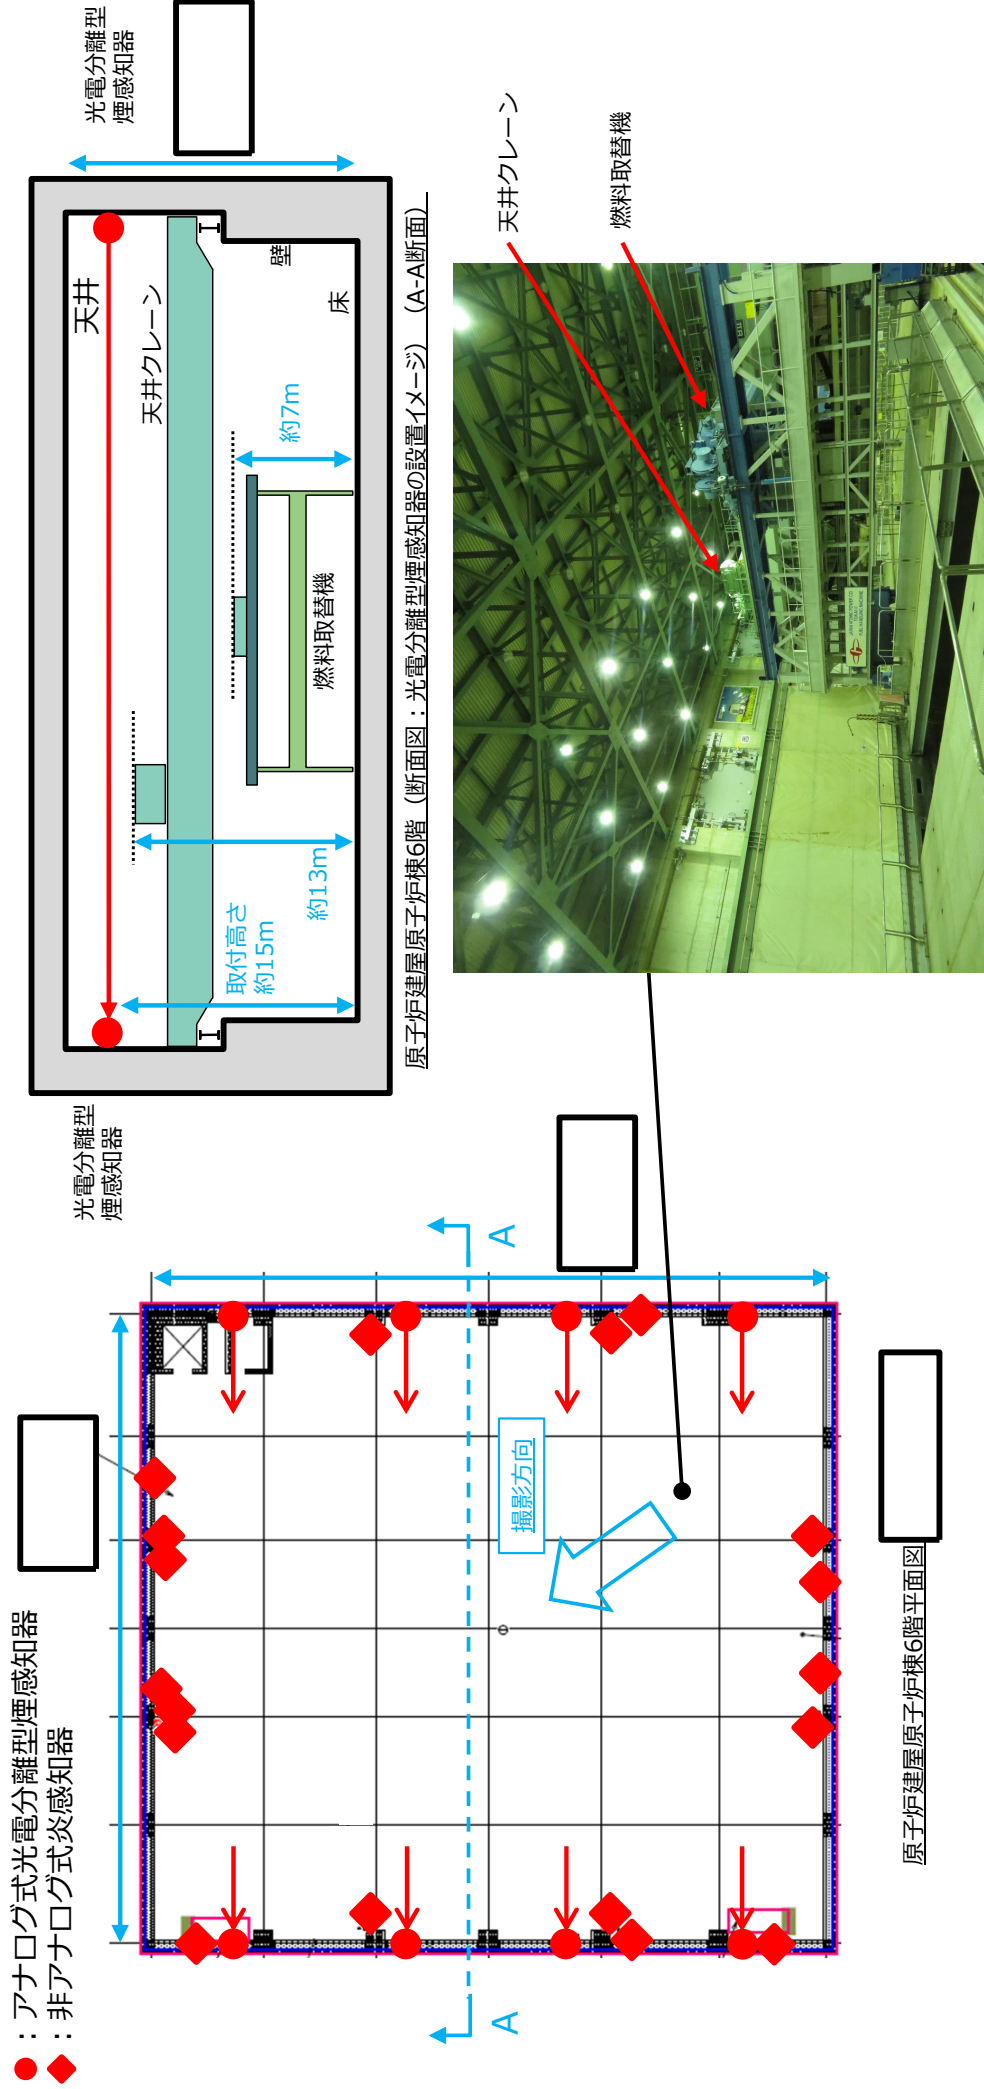 ：アナログ式光電分離型煙感知器
：非アナログ式炎感知器
A
A
撮影方向
原子炉建屋原子炉棟6階平面図
光電分離型
煙感知器
光電分離型
煙感知器
天井
天井クレーン
壁
床
約7m
燃料取替機
約13m
取付高さ
約15m
原子炉建屋原子炉棟6階（断面図：光電分離型煙感知器の設置イメージ）（A-A断面）
天井クレーン
燃料取替機